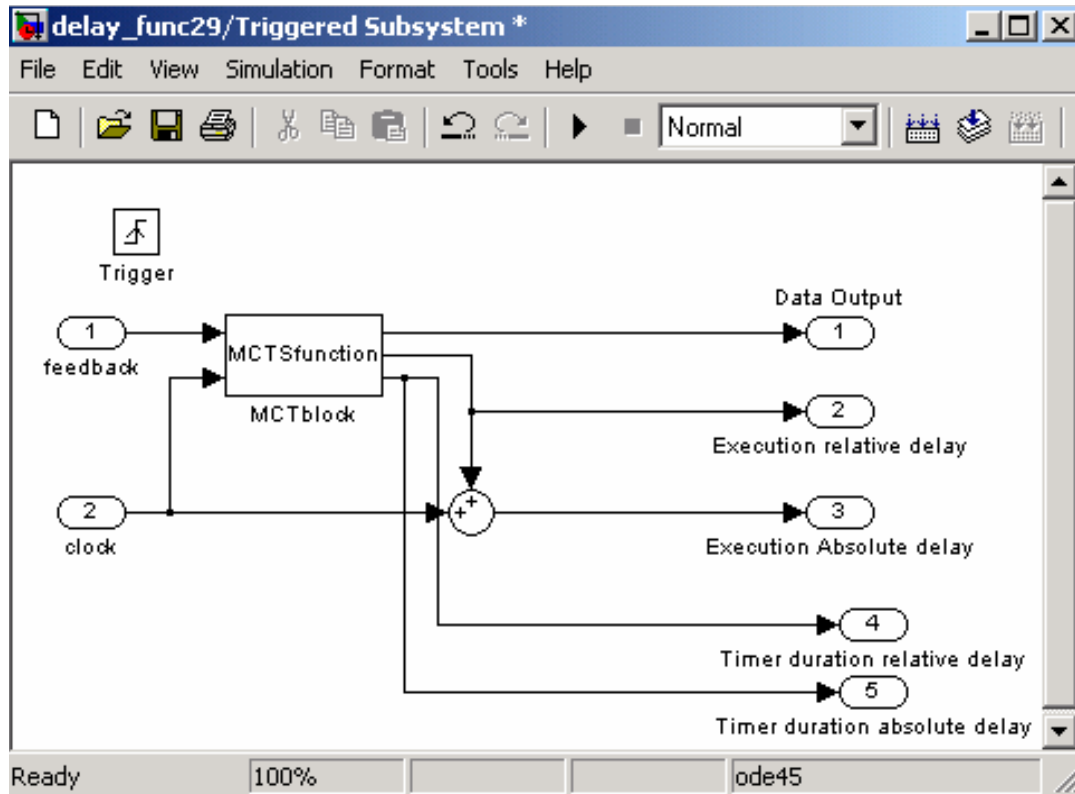 delay_func29/Triggered Subsystem *
File Edit View Simulation Format Tools Help
Normal
Trigger
Data Output
1
1
feedback
MCTSfunction
MCTblock
2
Execution relative delay
2
clock
++
3
Execution Absolute delay
4
Timer duration relative delay
5
Timer duration absolute delay
Ready 100% ode45